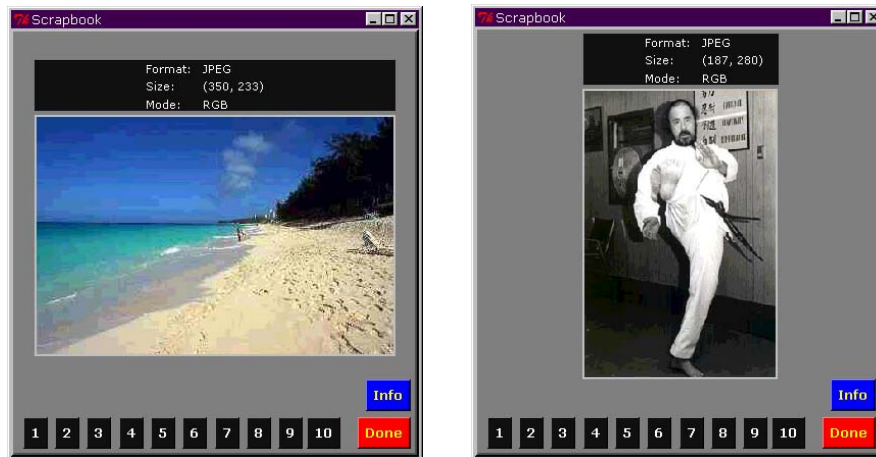 Scrapbook
Format: JPEG
Size: (350, 233)
Mode: RGB
Info
1 2 3 4 5 6 7 8 9 10 Done
Scrapbook
Format: JPEG
Size: (187, 280)
Mode: RGB
Info
1 2 3 4 5 6 7 8 9 10 Done